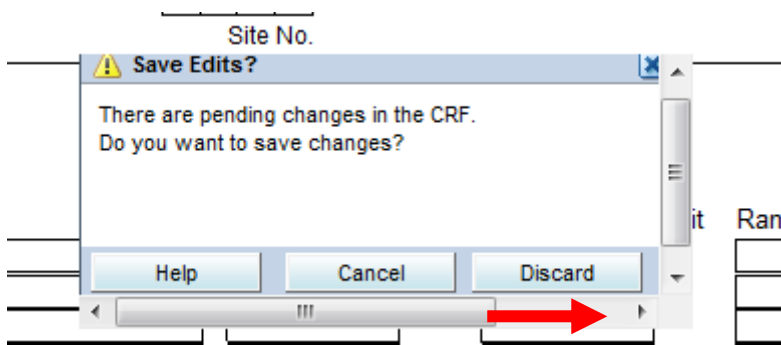 Site No.
Save Edits?
There are pending changes in the CRF.
Do you want to save changes?
it Ran
Help Cancel Discard